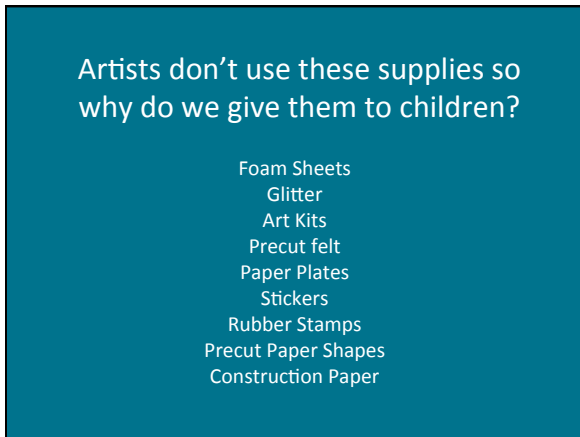 Artists don’t use these supplies so
why do we give them to children?
Foam Sheets
Glitter
Art Kits
Precut felt
Paper Plates
Stickers
Rubber Stamps
Precut Paper Shapes
Construction Paper